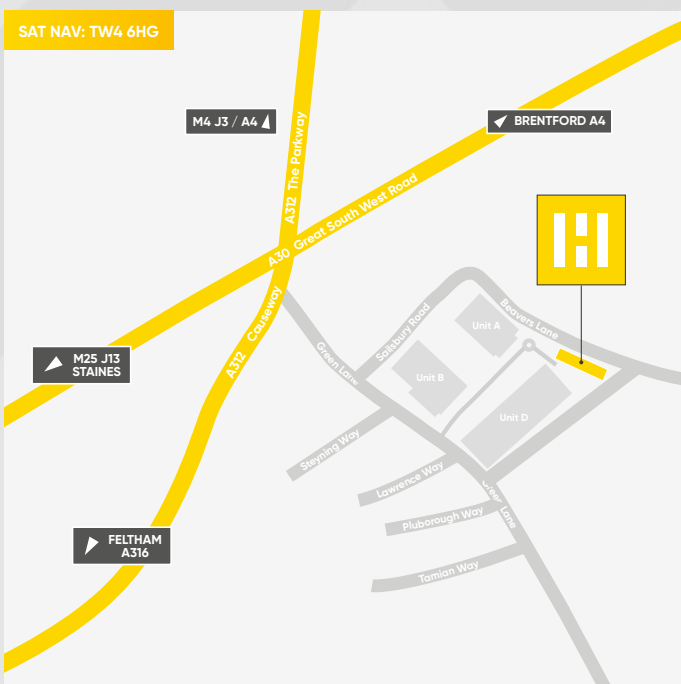 SAT NAV: TW4 6HG
M4 J3 / A4
BRENTFORD A4
A312 The Parkway
A30 Great South West Road
A312 Causeway
M25 J13
STAINES
Salisbury Road
Beavers Lane
Unit A
Green Lane
Unit B
Unit D
Steyning Way
Lawrence Way
Green Lane
Pluborough Way
FELTHAM
A316
Tamian Way